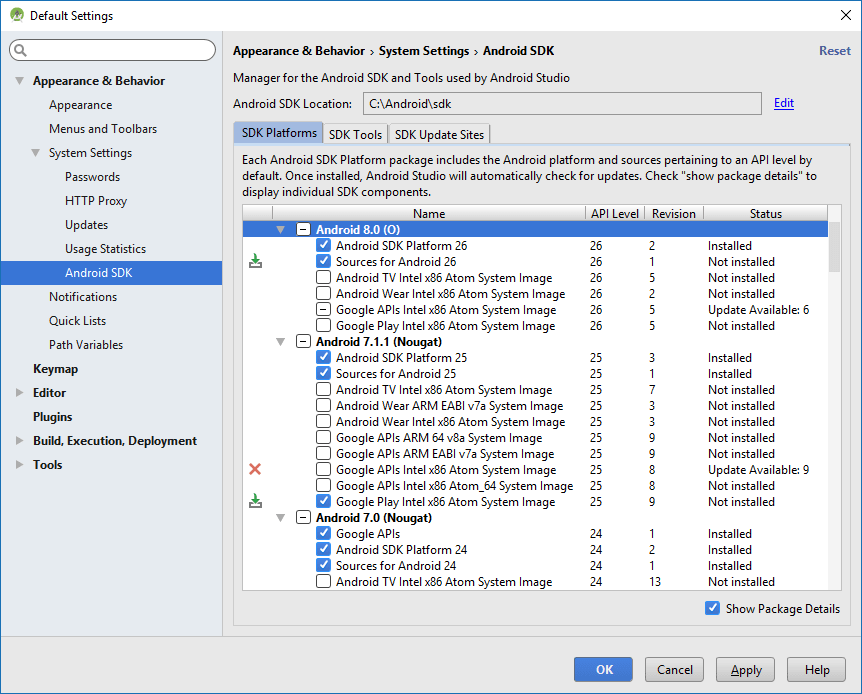 Default Settings
Appearance & Behavior › System Settings › Android SDK
Reset
Manager for the Android SDK and Tools used by Android Studio
Android SDK Location: C:\Android\sdk Edit
Appearance & Behavior
Appearance
Menus and Toolbars
System Settings
Passwords
HTTP Proxy
Updates
Usage Statistics
Android SDK
Notifications
Quick Lists
Path Variables
Keymap
Editor
Plugins
Build, Execution, Deployment
Tools
SDK Platforms SDK Tools SDK Update Sites
Each Android SDK Platform package includes the Android platform and sources pertaining to an API level by
default. Once installed, Android Studio will automatically check for updates. Check "show package details" to
display individual SDK components.
Name API Level Revision Status
Android 8.0 (O)
Android SDK Platform 26 26 2 Installed
Sources for Android 26 26 1 Not installed
Android TV Intel x86 Atom System Image 26 5 Not installed
Android Wear Intel x86 Atom System Image 26 2 Not installed
Google APIs Intel x86 Atom System Image 26 5 Update Available: 6
Google Play Intel x86 Atom System Image 26 5 Not installed
Android 7.1.1 (Nougat)
Android SDK Platform 25 25 3 Installed
Sources for Android 25 25 1 Installed
Android TV Intel x86 Atom System Image 25 7 Not installed
Android Wear ARM EABI v7a System Image 25 3 Not installed
Android Wear Intel x86 Atom System Image 25 3 Not installed
Google APIs ARM 64 v8a System Image 25 9 Not installed
Google APIs ARM EABI v7a System Image 25 9 Not installed
Google APIs Intel x86 Atom System Image 25 8 Update Available: 9
Google APIs Intel x86 Atom_64 System Image 25 8 Not installed
Google Play Intel x86 Atom System Image 25 9 Not installed
Android 7.0 (Nougat)
Google APIs 24 1 Installed
Android SDK Platform 24 24 2 Installed
Sources for Android 24 24 1 Installed
Android TV Intel x86 Atom System Image 24 13 Not installed
Show Package Details
OK Cancel Apply Help